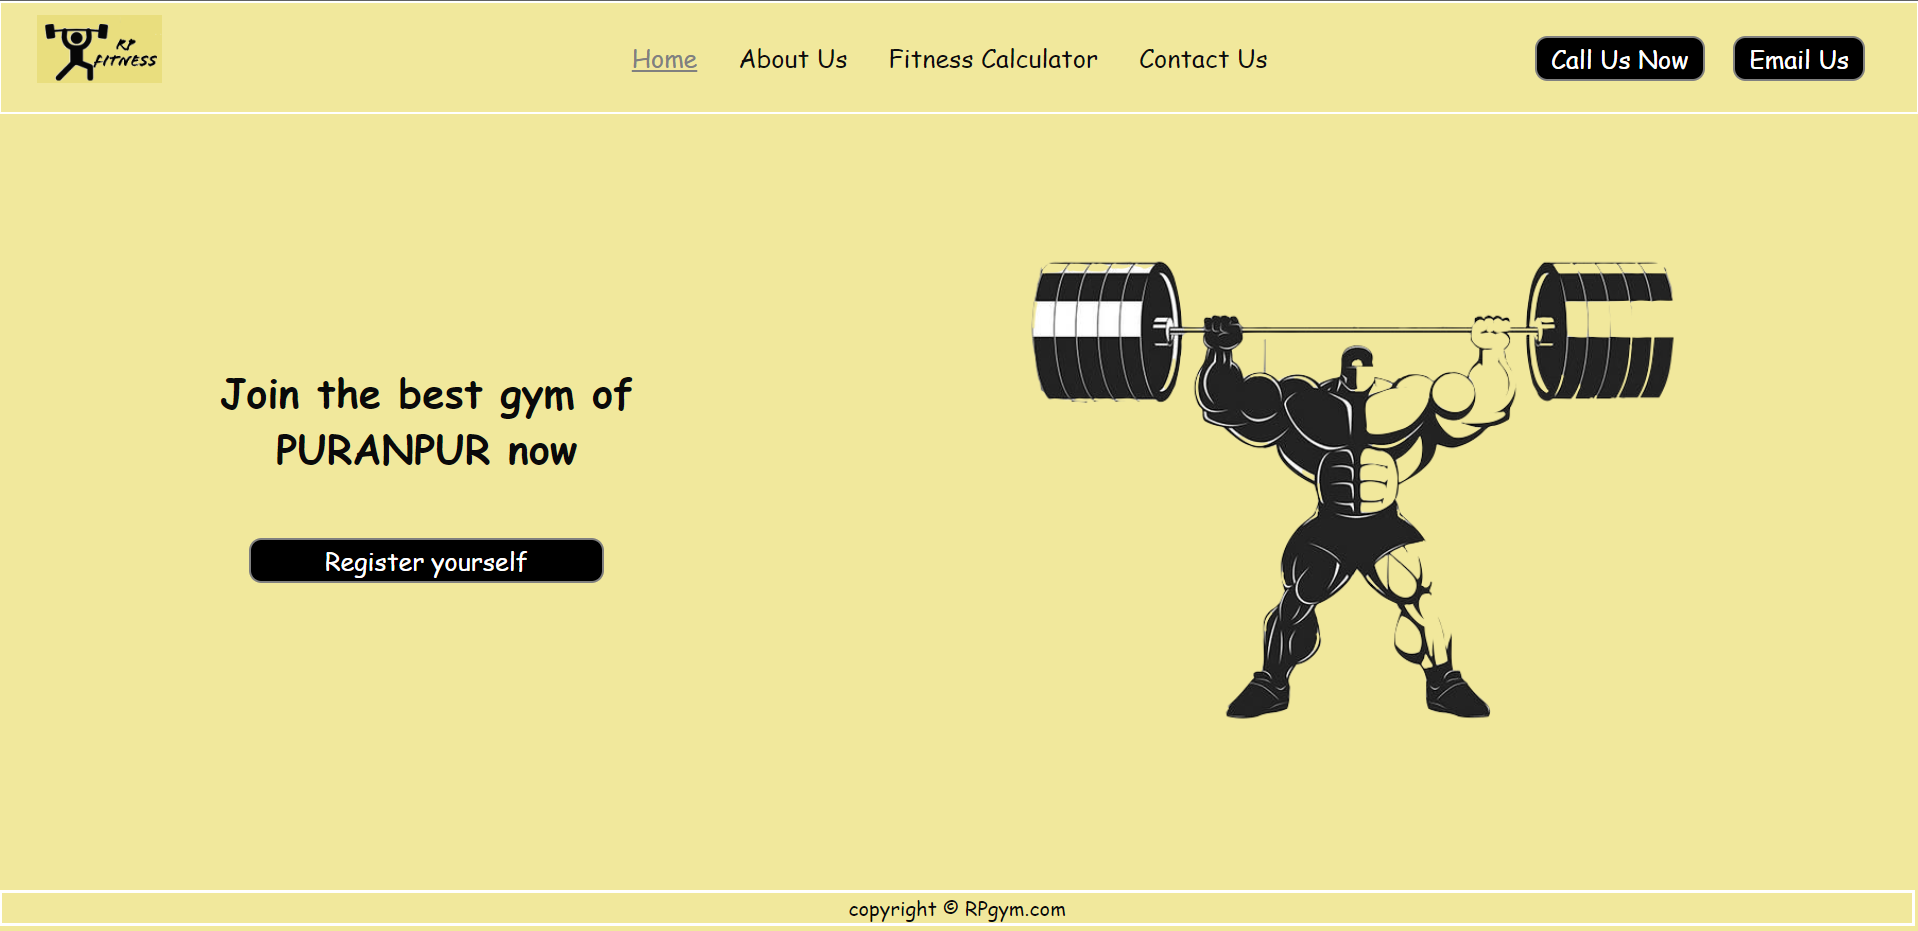 RP
FITNESS
Home About Us Fitness Calculator Contact Us
Call Us Now Email Us
Join the best gym of
PURANPUR now
Register yourself
copyright © RPgym.com